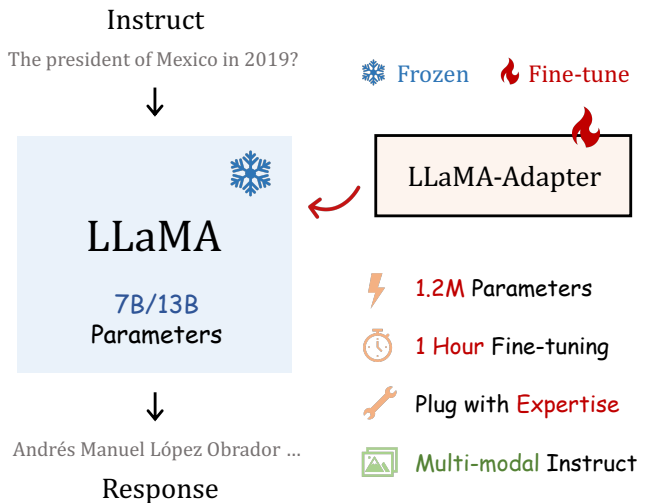 Instruct
The president of Mexico in 2019?
Frozen
Fine-tune
LLaMA-Adapter
LLaMA
7B/13B
Parameters
1.2M Parameters
1 Hour Fine-tuning
Plug with Expertise
Multi-modal Instruct
Andrés Manuel López Obrador ...
Response